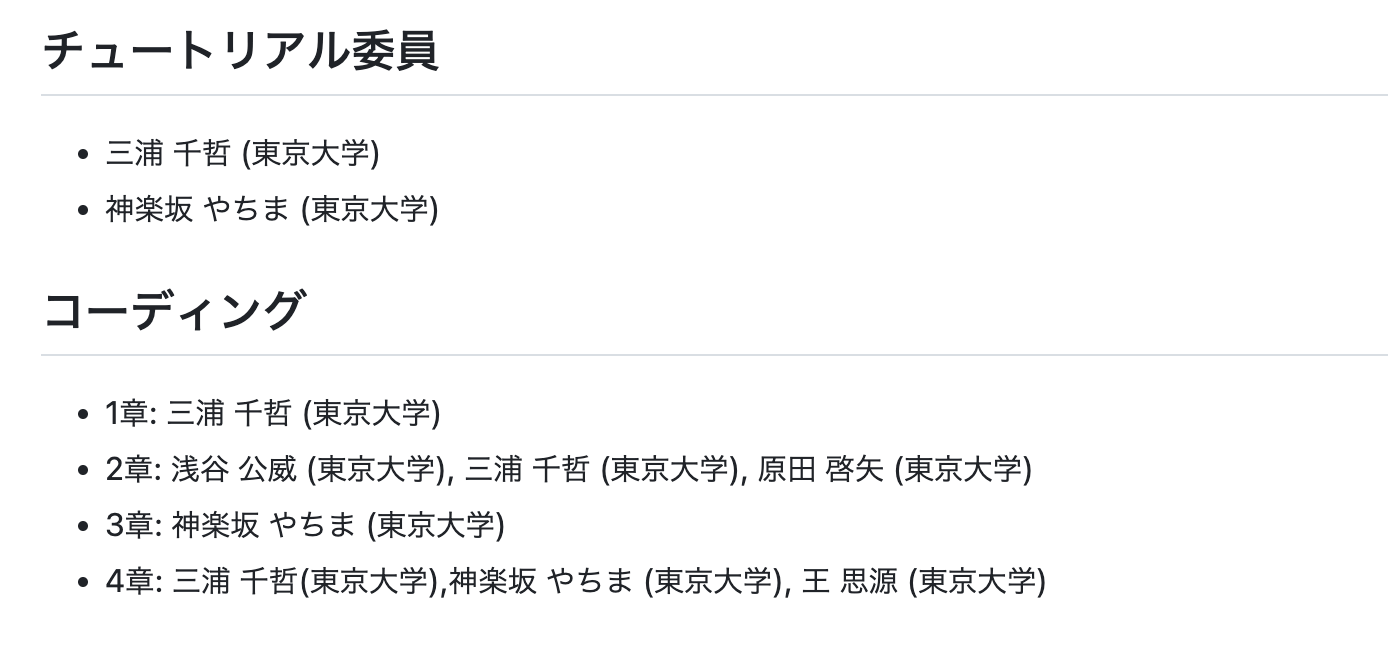 チュートリアル委員
• 三浦 千哲 (東京大学)
• 神楽坂 やちま (東京大学)
コーディング
• 1章: 三浦 千哲 (東京大学)
• 2章: 浅谷 公威 (東京大学), 三浦 千哲 (東京大学), 原田 啓矢 (東京大学)
• 3章: 神楽坂 やちま (東京大学)
• 4章: 三浦 千哲(東京大学),神楽坂 やちま (東京大学), 王 思源 (東京大学)